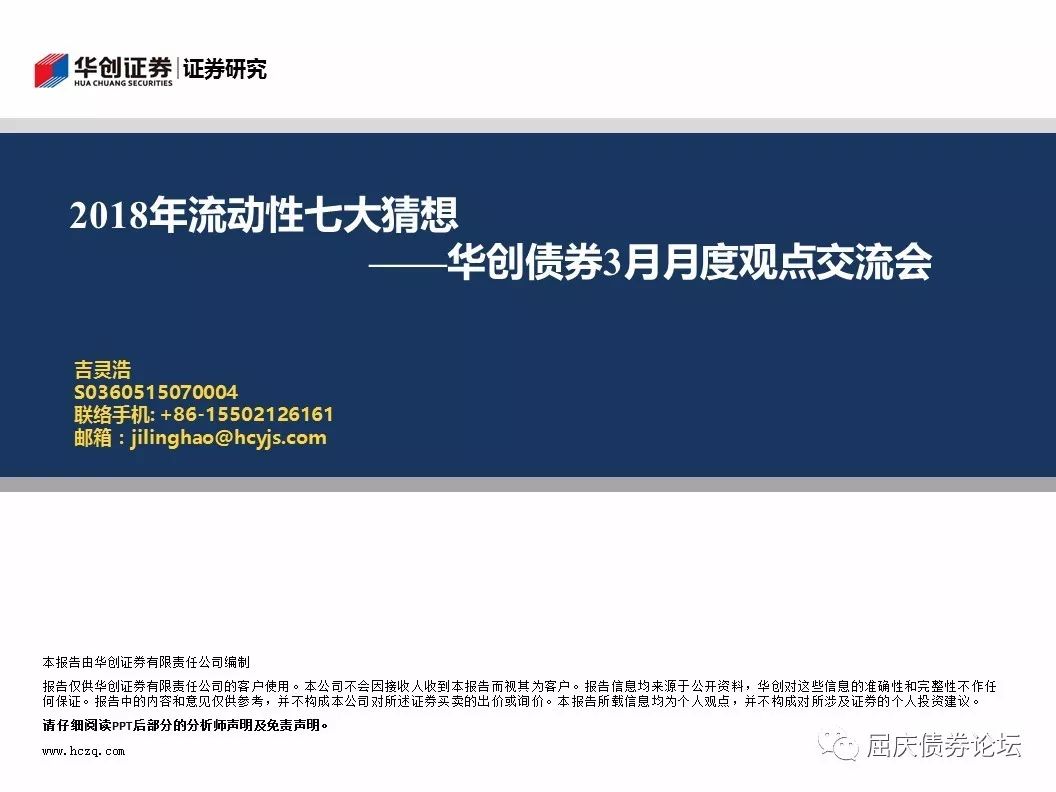 华创证券 | 证券研究
HUA CHUANG SECURITIES
2018年流动性七大猜想
——华创债券3月月度观点交流会
吉灵浩
S0360515070004
联络手机: +86-15502126161
邮箱：jilinghao@hcyjs.com
本报告由华创证券有限责任公司编制
报告仅供华创证券有限责任公司的客户使用。本公司不会因接收人收到本报告而视其为客户。报告信息均来源于公开资料，华创对这些信息的准确性和完整性不作任
何保证。报告中的内容和意见仅供参考，并不构成本公司对所述证券买卖的出价或询价。本报告所载信息均为个人观点，并不构成对所涉及证券的个人投资建议。
请仔细阅读PPT后部分的分析师声明及免责声明。
www.hczq.com
屈庆债券论坛